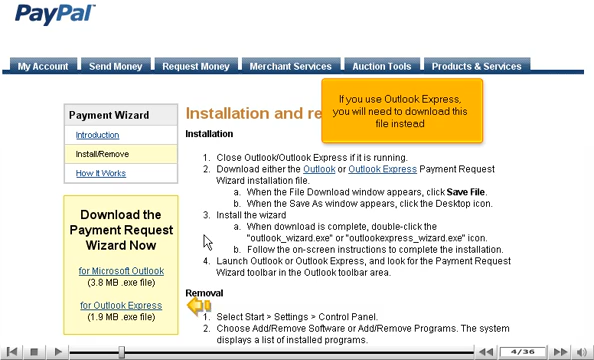 PayPal
My Account Send Money Request Money Merchant Services Auction Tools Products & Services
If you use Outlook Express,
you will need to download this
file instead
Payment Wizard
Introduction
Install/Remove
How It Works
Download the
Payment Request
Wizard Now
for Microsoft Outlook
(3.8 MB .exe file)
for Outlook Express
(1.9 MB .exe file)
Installation and re
Installation
1. Close Outlook/Outlook Express if it is running.
2. Download either the Outlook or Outlook Express Payment Request
Wizard installation file.
a. When the File Download window appears, click Save File.
b. When the Save As window appears, click the Desktop icon.
3. Install the wizard
a. When download is complete, double-click the
"outlook_wizard.exe" or "outlookexpress_wizard.exe" icon.
b. Follow the on-screen instructions to complete the installation.
4. Launch Outlook or Outlook Express, and look for the Payment Request
Wizard toolbar in the Outlook toolbar area.
Removal
1. Select Start > Settings > Control Panel.
2. Choose Add/Remove Software or Add/Remove Programs. The system
displays a list of installed programs.
4/36